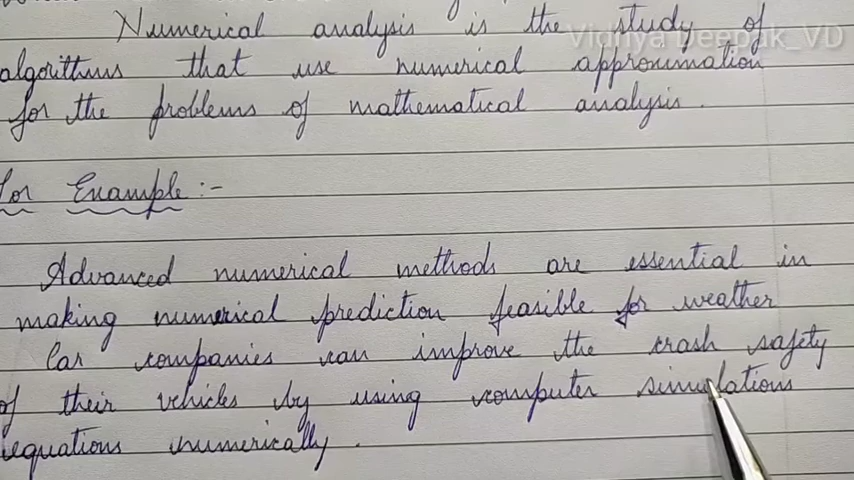 Numerical analysis is the study of
Vidhya Deepak_VD
algorithms that use numerical approximation
for the problems of mathematical analysis.
For Example :-
Advanced numerical methods are essential in
making numerical prediction feasible for weather
Car companies can improve the crash safety
of their vehicles by using computer simulations
equations numerically.